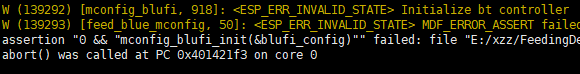 W (139292) [mconfig_blufi, 918]: <ESP_ERR_INVALID_STATE> Initialize bt controller
W (139293) [feed_blue_mconfig, 50]: <ESP_ERR_INVALID_STATE> MDF_ERROR_ASSERT failed
assertion "0 && "mconfig_blufi_init(&blufi_config)"" failed: file "E:/xzz/FeedingDe
abort() was called at PC 0x401421f3 on core 0